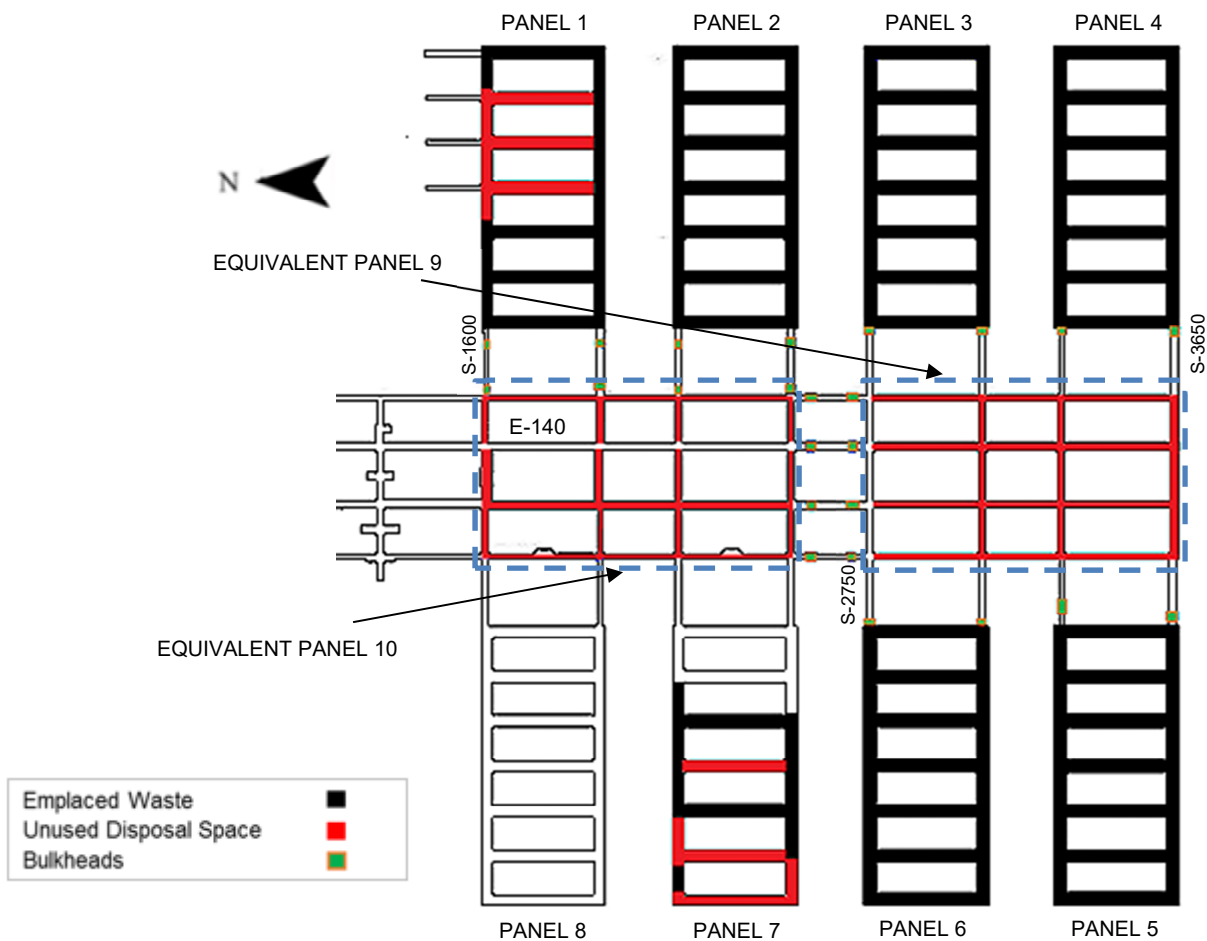 PANEL 1
PANEL 2
PANEL 3
PANEL 4
N
EQUIVALENT PANEL 9
S-1600
S-3650
E-140
S-2750
EQUIVALENT PANEL 10
Emplaced Waste
Unused Disposal Space
Bulkheads
PANEL 8
PANEL 7
PANEL 6
PANEL 5